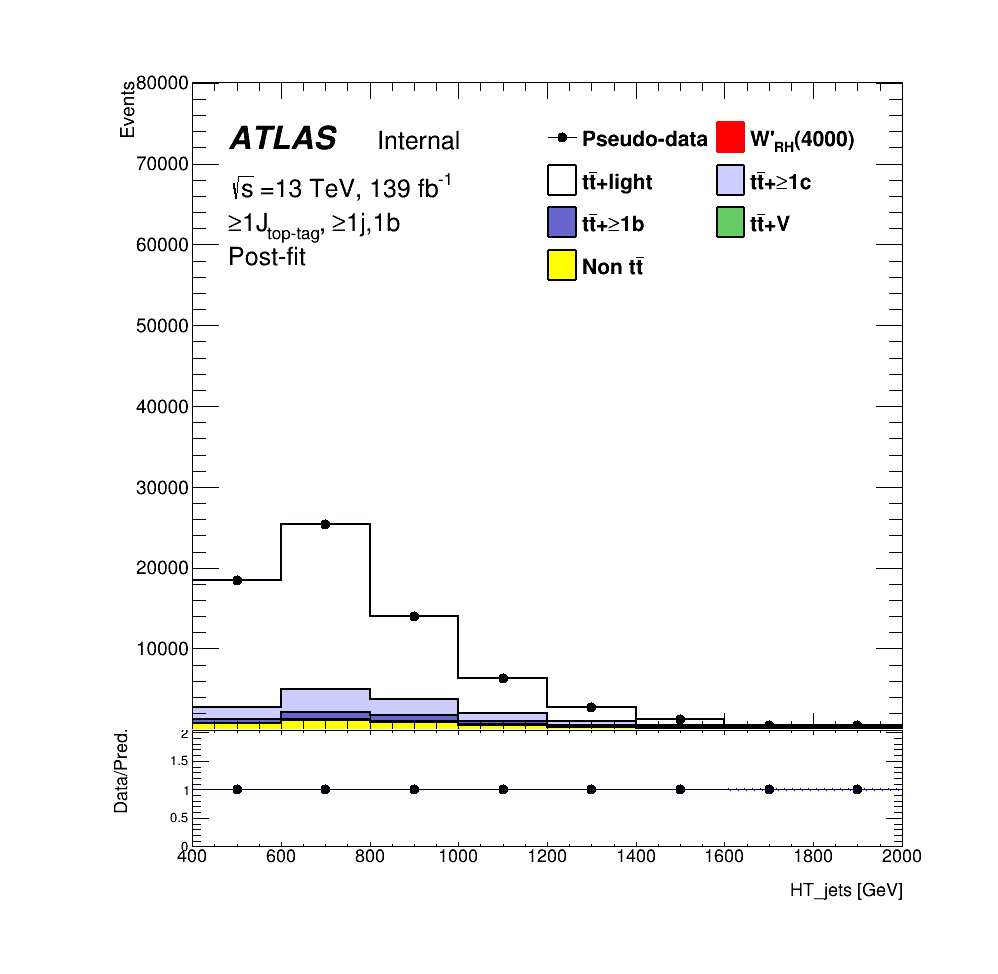 Events
80000
70000
60000
50000
40000
30000
20000
10000
ATLAS Internal
√s =13 TeV, 139 fb⁻¹
≥1J_top-tag, ≥1j,1b
Post-fit
Pseudo-data
W'_RH(4000)
tt̄+light
tt̄+≥1c
tt̄+≥1b
tt̄+V
Non tt̄
Data/Pred.
2
1.5
1
0.5
0
400 600 800 1000 1200 1400 1600 1800 2000
HT_jets [GeV]